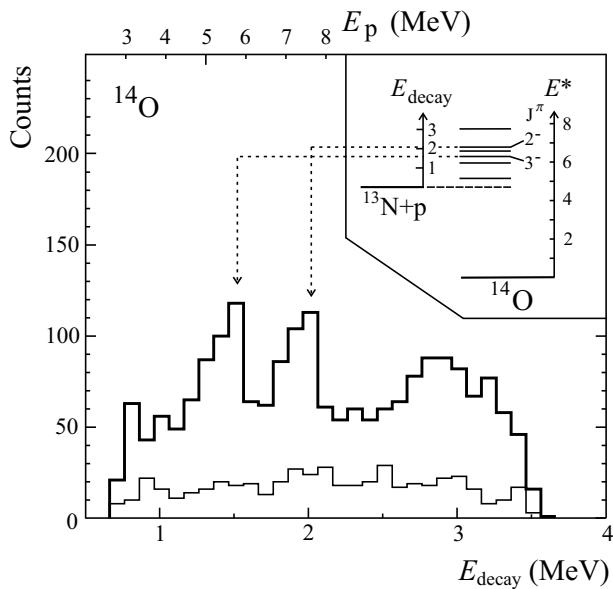 E_p (MeV)
3 4 5 6 7 8
Counts
¹⁴O
250
200
150
100
50
0
E_decay
3
2
1
¹³N+p
E*
J^π
2⁻
3⁻
8
6
4
2
¹⁴O
1 2 3 4
E_decay (MeV)